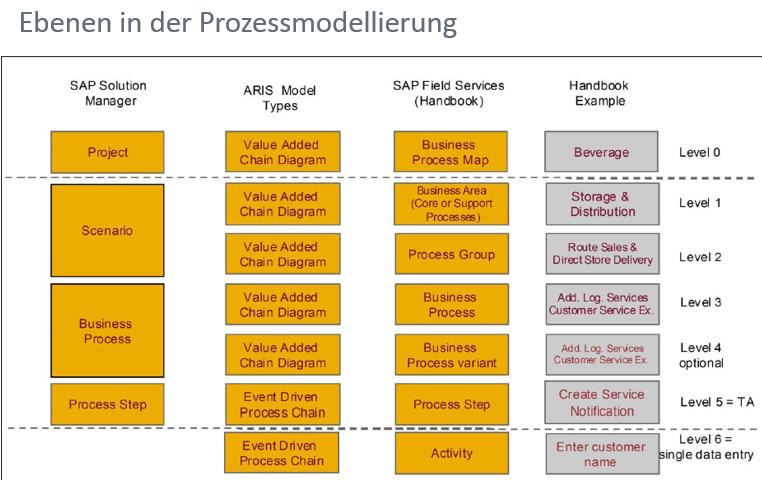 Ebenen in der Prozessmodellierung
SAP Solution
Manager
ARIS Model
Types
SAP Field Services
(Handbook)
Handbook
Example
Project
Value Added
Chain Diagram
Business
Process Map
Beverage
Level 0
Scenario
Value Added
Chain Diagram
Business Area
(Core or Support
Processes)
Storage &
Distribution
Level 1
Value Added
Chain Diagram
Process Group
Route Sales &
Direct Store Delivery
Level 2
Business
Process
Value Added
Chain Diagram
Business
Process
Add. Log. Services
Customer Service Ex.
Level 3
Value Added
Chain Diagram
Business
Process variant
Add. Log. Services
Customer Service Ex.
Level 4
optional
Process Step
Event Driven
Process Chain
Process Step
Create Service
Notification
Level 5 = TA
Event Driven
Process Chain
Activity
Enter customer
name
Level 6 =
single data entry